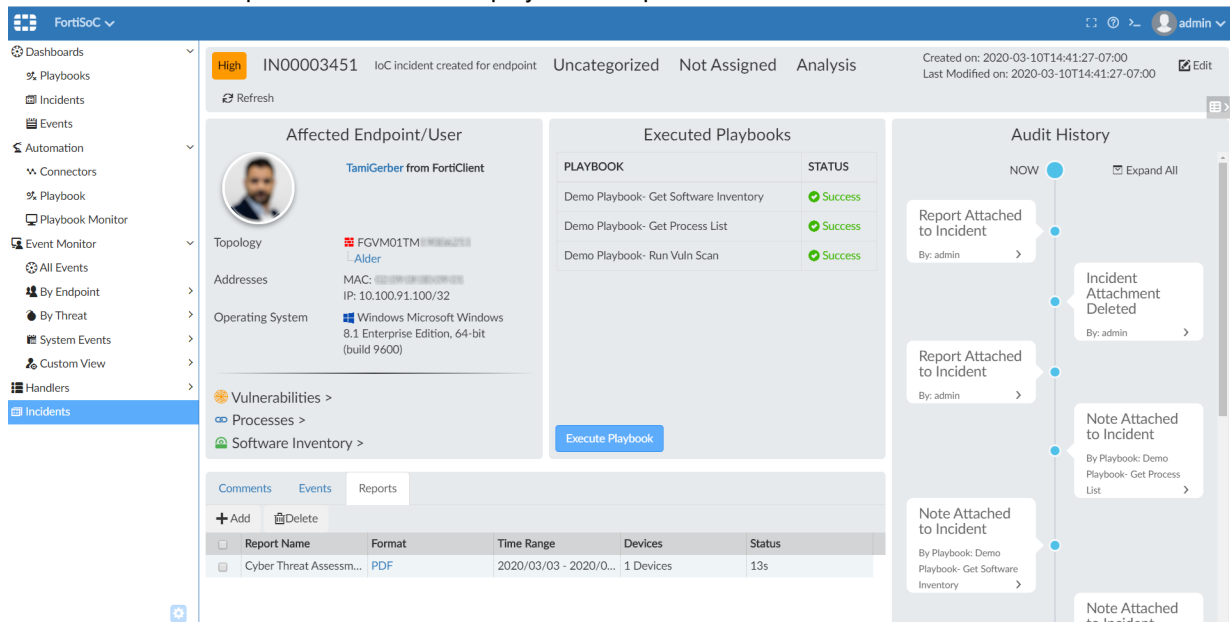 FortiSoC
admin
Dashboards
Playbooks
Incidents
Events
Automation
Connectors
Playbook
Playbook Monitor
Event Monitor
All Events
By Endpoint
By Threat
System Events
Custom View
Handlers
Incidents
High IN00003451 IoC incident created for endpoint Uncategorized Not Assigned Analysis
Created on: 2020-03-10T14:41:27-07:00
Last Modified on: 2020-03-10T14:41:27-07:00
Edit
Refresh
Affected Endpoint/User
TamiGerber from FortiClient
Topology
FGVM01TM
Alder
Addresses
MAC:
IP: 10.100.91.100/32
Operating System
Windows Microsoft Windows
8.1 Enterprise Edition, 64-bit
(build 9600)
Vulnerabilities >
Processes >
Software Inventory >
Executed Playbooks
PLAYBOOK STATUS
Demo Playbook- Get Software Inventory Success
Demo Playbook- Get Process List Success
Demo Playbook- Run Vuln Scan Success
Execute Playbook
Comments Events Reports
Add Delete
Report Name Format Time Range Devices Status
Cyber Threat Assessm... PDF 2020/03/03 - 2020/0... 1 Devices 13s
Audit History
NOW Expand All
Report Attached
to Incident
By: admin >
Incident
Attachment
Deleted
By: admin >
Report Attached
to Incident
By: admin >
Note Attached
to Incident
By Playbook: Demo
Playbook- Get Process
List >
Note Attached
to Incident
By Playbook: Demo
Playbook- Get Software
Inventory >
Note Attached